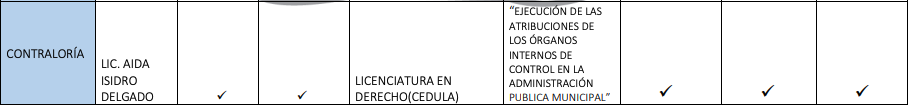 CONTRALORÍA
LIC. AIDA
ISIDRO
DELGADO
✓
✓
LICENCIATURA EN
DERECHO(CEDULA)
“EJECUCIÓN DE LAS
ATRIBUCIONES DE
LOS ÓRGANOS
INTERNOS DE
CONTROL EN LA
ADMINISTRACIÓN
PUBLICA MUNICIPAL”
✓
✓
✓